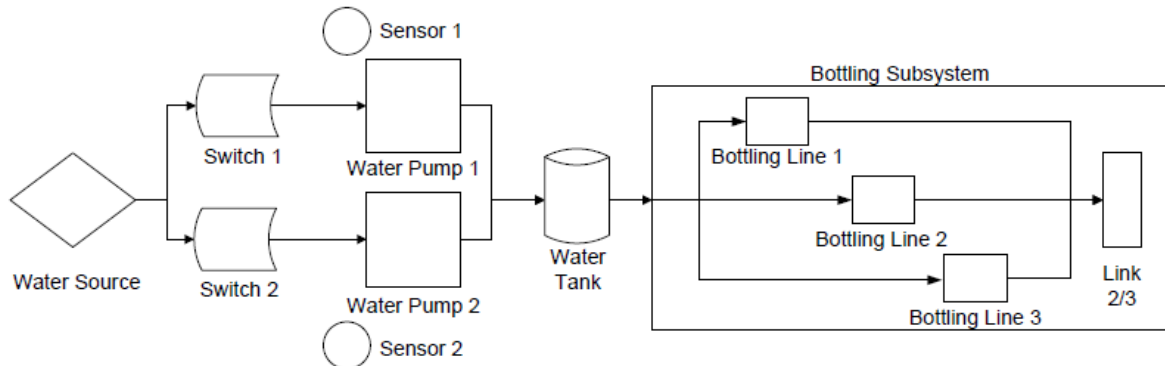 Sensor 1
Bottling Subsystem
Switch 1
Water Pump 1
Bottling Line 1
Water Source
Switch 2
Water Pump 2
Sensor 2
Water
Tank
Bottling Line 2
Bottling Line 3
Link
2/3